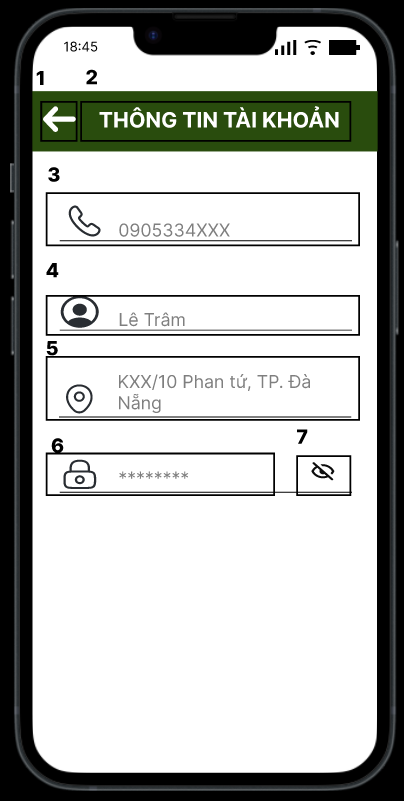 18:45
1
2
THÔNG TIN TÀI KHOẢN
3
0905334XXX
4
Lê Trâm
5
KXX/10 Phan tứ, TP. Đà
Nẵng
6
7
********